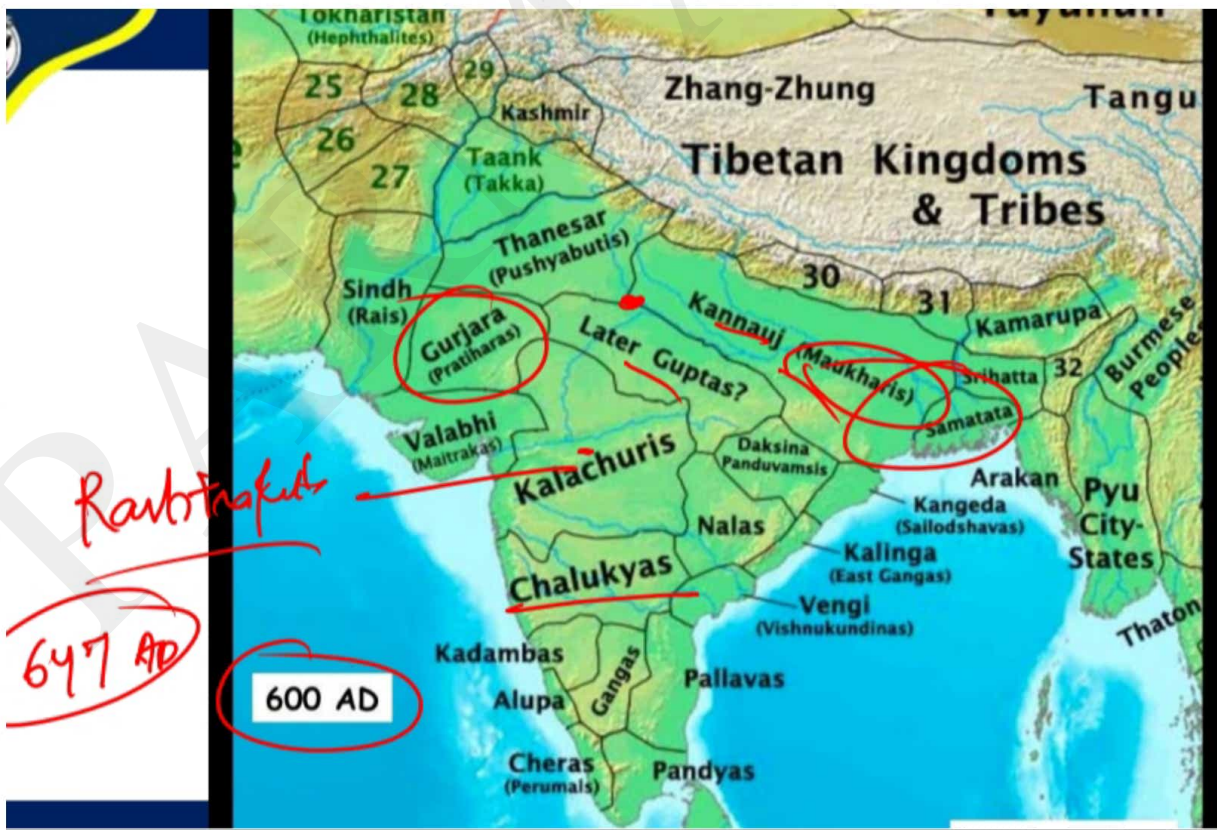 Tokharistan
(Hephthalites)
25
28
29
26
27
Kashmir
Zhang-Zhung
Tangu
Taank
(Takka)
Tibetan Kingdoms
& Tribes
Thanesar
(Pushyabutis)
30
31
Sindh
(Rais)
Gurjara
(Pratiharas)
Later Guptas?
Kannauj (Maukharis)
Kamarupa
Srihatta
32
Burmese
Peoples
Samatata
Valabhi
(Maitrakas)
Kalachuris
Daksina
Panduvamsis
Arakan
Pyu
City-
States
Kangeda
(Sailodshavas)
Nalas
Kalinga
(East Gangas)
Chalukyas
Vengi
(Vishnukundinas)
Thaton
647 AD
600 AD
Kadambas
Alupa
Gangas
Pallavas
Cheras
(Perumals)
Pandyas